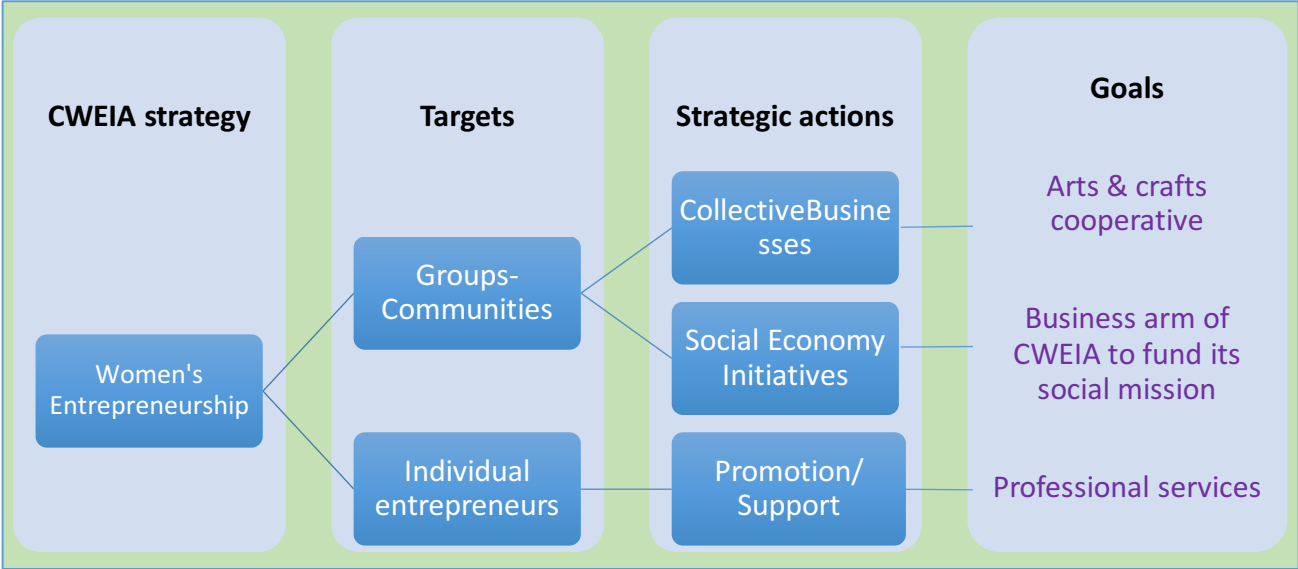 CWEIA strategy
Targets
Strategic actions
Goals
Women's
Entrepreneurship
Groups-
Communities
Individual
entrepreneurs
CollectiveBusine
sses
Social Economy
Initiatives
Promotion/
Support
Arts & crafts
cooperative
Business arm of
CWEIA to fund its
social mission
Professional services